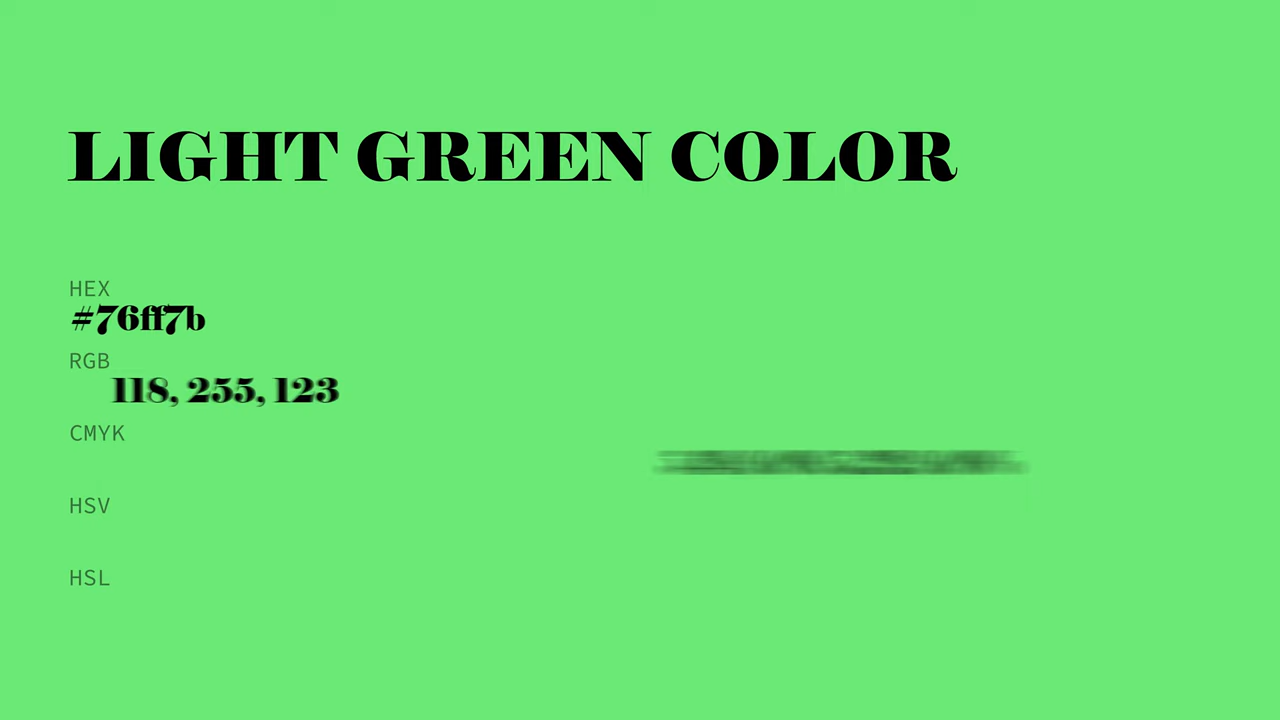 LIGHT GREEN COLOR
HEX
#76ff7b
RGB
118, 255, 123
CMYK
HSV
HSL